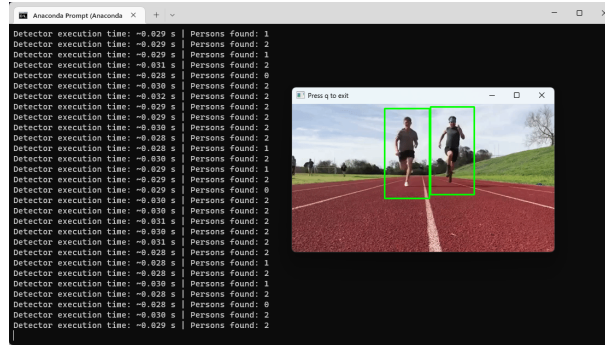 Anaconda Prompt (Anaconda
Detector execution time: ~0.029 s | Persons found: 1
Detector execution time: ~0.029 s | Persons found: 2
Detector execution time: ~0.029 s | Persons found: 1
Detector execution time: ~0.031 s | Persons found: 2
Detector execution time: ~0.028 s | Persons found: 0
Detector execution time: ~0.030 s | Persons found: 2
Detector execution time: ~0.032 s | Persons found: 2
Detector execution time: ~0.029 s | Persons found: 2
Detector execution time: ~0.029 s | Persons found: 2
Detector execution time: ~0.030 s | Persons found: 2
Detector execution time: ~0.028 s | Persons found: 2
Detector execution time: ~0.028 s | Persons found: 1
Detector execution time: ~0.030 s | Persons found: 2
Detector execution time: ~0.029 s | Persons found: 1
Detector execution time: ~0.029 s | Persons found: 2
Detector execution time: ~0.029 s | Persons found: 0
Detector execution time: ~0.030 s | Persons found: 2
Detector execution time: ~0.030 s | Persons found: 2
Detector execution time: ~0.031 s | Persons found: 2
Detector execution time: ~0.030 s | Persons found: 2
Detector execution time: ~0.031 s | Persons found: 2
Detector execution time: ~0.028 s | Persons found: 2
Detector execution time: ~0.028 s | Persons found: 1
Detector execution time: ~0.028 s | Persons found: 2
Detector execution time: ~0.030 s | Persons found: 1
Detector execution time: ~0.028 s | Persons found: 2
Detector execution time: ~0.028 s | Persons found: 0
Detector execution time: ~0.030 s | Persons found: 2
Detector execution time: ~0.029 s | Persons found: 2
Press q to exit